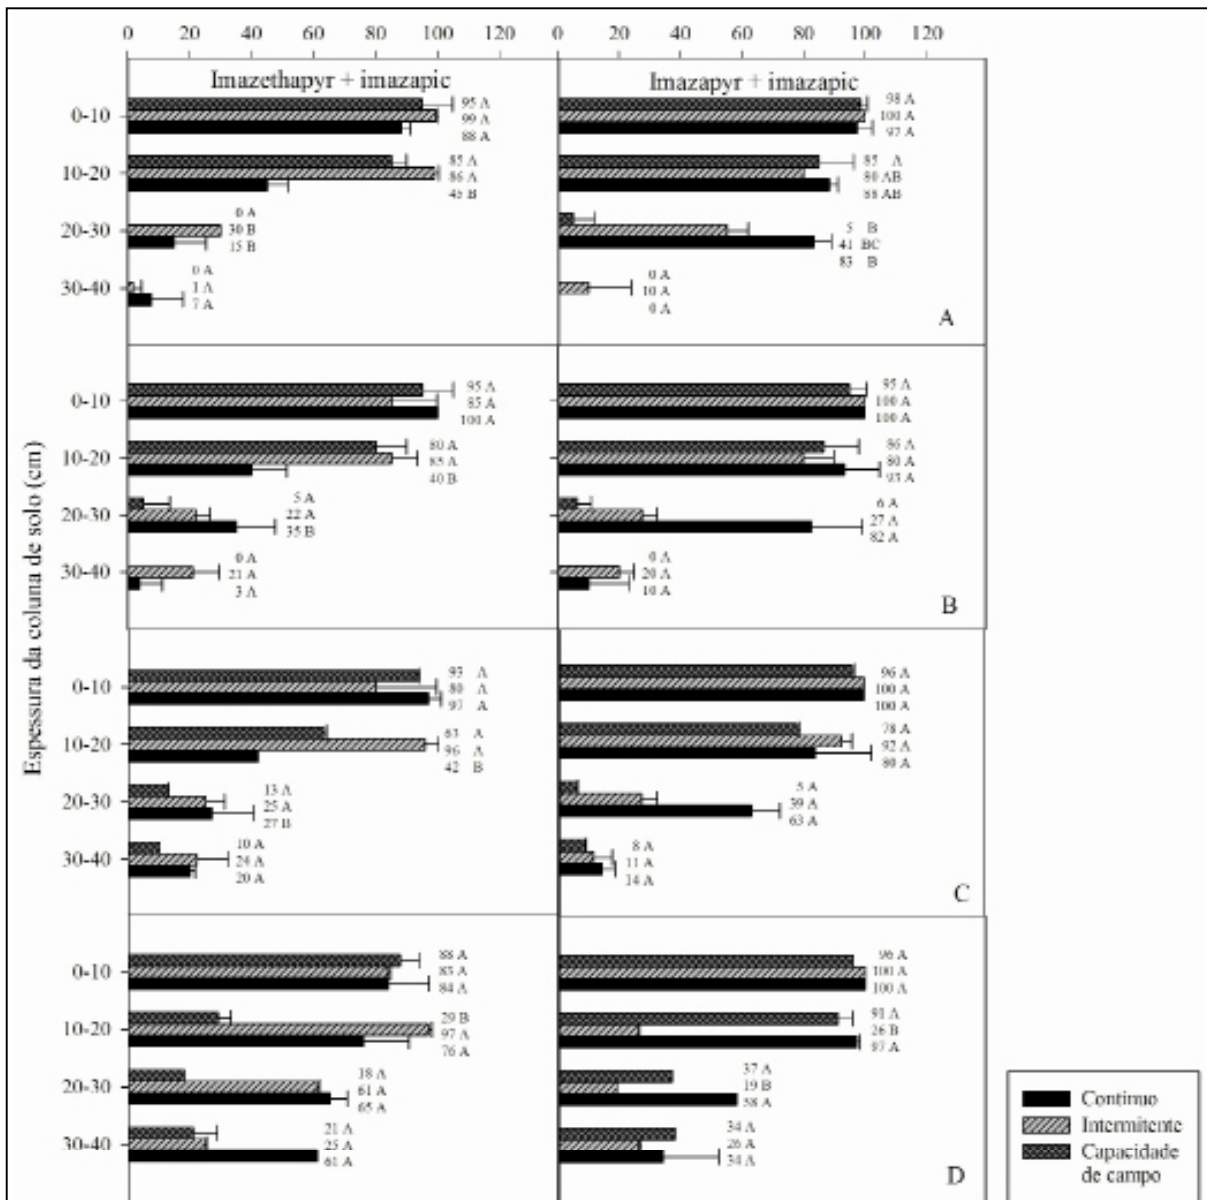 0 20 40 60 80 100 120 0 20 40 60 80 100 120
Imazethapyr + imazapic Imazapyr + imazapic
Espessura da coluna de solo (cm)
0-10
95 A
99 A
88 A
98 A
100 A
97 A
10-20
85 A
86 A
45 B
85 A
80 AB
88 AB
20-30
0 A
30 B
15 B
5 B
41 BC
83 B
30-40
0 A
1 A
7 A
0 A
10 A
0 A
A
0-10
95 A
85 A
100 A
95 A
100 A
100 A
10-20
80 A
85 A
40 B
86 A
80 A
93 A
20-30
5 A
22 A
35 B
6 A
27 A
82 A
30-40
0 A
21 A
3 A
0 A
20 A
10 A
B
0-10
93 A
80 A
97 A
96 A
100 A
100 A
10-20
63 A
96 A
42 B
78 A
92 A
80 A
20-30
13 A
25 A
27 B
5 A
39 A
63 A
30-40
10 A
24 A
20 A
8 A
11 A
14 A
C
0-10
88 A
83 A
84 A
96 A
100 A
100 A
10-20
29 B
97 A
76 A
91 A
26 B
97 A
20-30
18 A
61 A
65 A
37 A
19 B
58 A
30-40
21 A
25 A
61 A
34 A
26 A
34 A
D
Contínuo
Intermitente
Capacidade
de campo